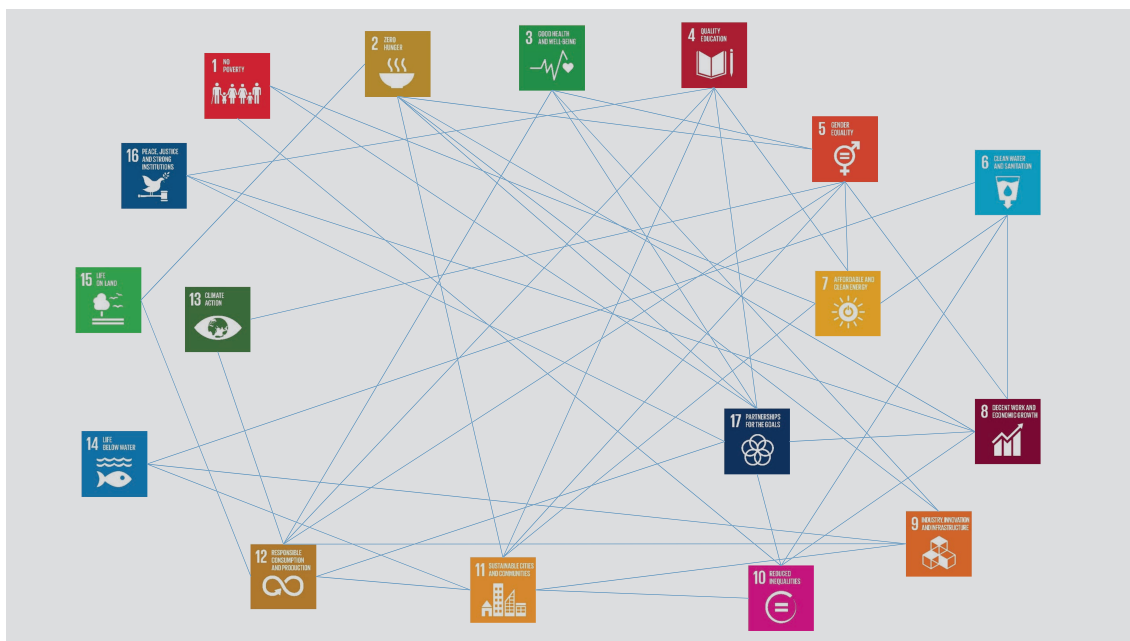 1 NO
POVERTY
2 ZERO
HUNGER
3 GOOD HEALTH
AND WELL-BEING
4 QUALITY
EDUCATION
5 GENDER
EQUALITY
6 CLEAN WATER
AND SANITATION
16 PEACE, JUSTICE
AND STRONG
INSTITUTIONS
15 LIFE
ON LAND
13 CLIMATE
ACTION
7 AFFORDABLE AND
CLEAN ENERGY
17 PARTNERSHIPS
FOR THE GOALS
8 DECENT WORK AND
ECONOMIC GROWTH
14 LIFE
BELOW WATER
9 INDUSTRY, INNOVATION
AND INFRASTRUCTURE
12 RESPONSIBLE
CONSUMPTION
AND PRODUCTION
11 SUSTAINABLE CITIES
AND COMMUNITIES
10 REDUCED
INEQUALITIES